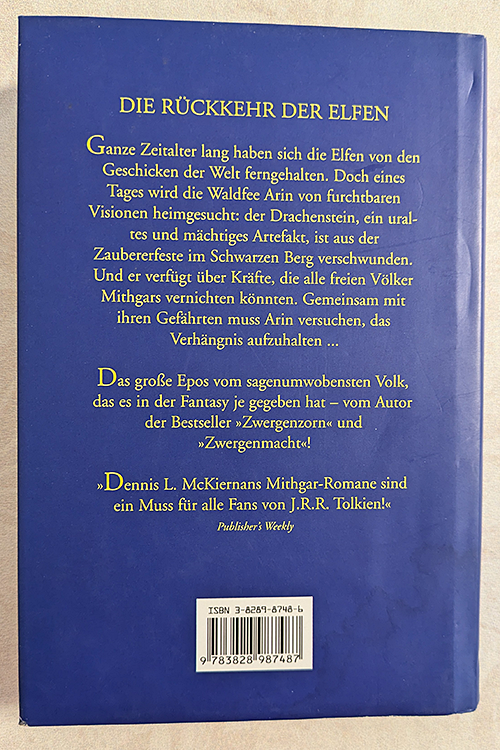 DIE RÜCKKEHR DER ELFEN
Ganze Zeitalter lang haben sich die Elfen von den
Geschicken der Welt ferngehalten. Doch eines
Tages wird die Waldfee Arin von furchtbaren
Visionen heimgesucht: der Drachenstein, ein ural-
tes und mächtiges Artefakt, ist aus der
Zaubererfeste im Schwarzen Berg verschwunden.
Und er verfügt über Kräfte, die alle freien Völker
Mithgars vernichten könnten. Gemeinsam mit
ihren Gefährten muss Arin versuchen, das
Verhängnis aufzuhalten ...
Das große Epos vom sagenumwobensten Volk,
das es in der Fantasy je gegeben hat – vom Autor
der Bestseller »Zwergenzorn« und
»Zwergenmacht«!
»Dennis L. McKiernans Mithgar-Romane sind
ein Muss für alle Fans von J.R.R. Tolkien!«
Publisher's Weekly
ISBN 3-8289-8748-6
9 783828 987487